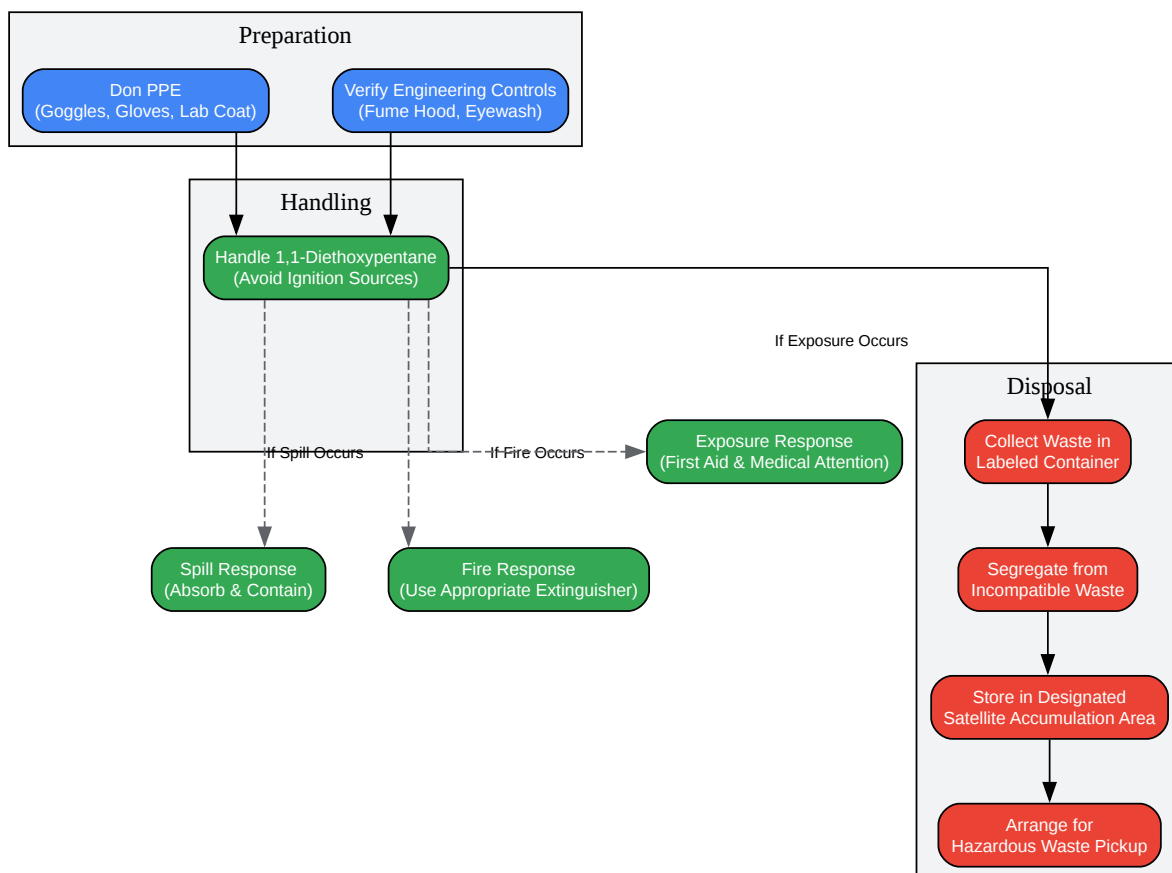 Preparation
Don PPE
(Goggles, Gloves, Lab Coat)
Verify Engineering Controls
(Fume Hood, Eyewash)
Handling
Handle 1,1-Diethoxypentane
(Avoid Ignition Sources)
If Exposure Occurs
Disposal
If Spill Occurs
If Fire Occurs
Exposure Response
(First Aid & Medical Attention)
Collect Waste in
Labeled Container
Spill Response
(Absorb & Contain)
Fire Response
(Use Appropriate Extinguisher)
Segregate from
Incompatible Waste
Store in Designated
Satellite Accumulation Area
Arrange for
Hazardous Waste Pickup